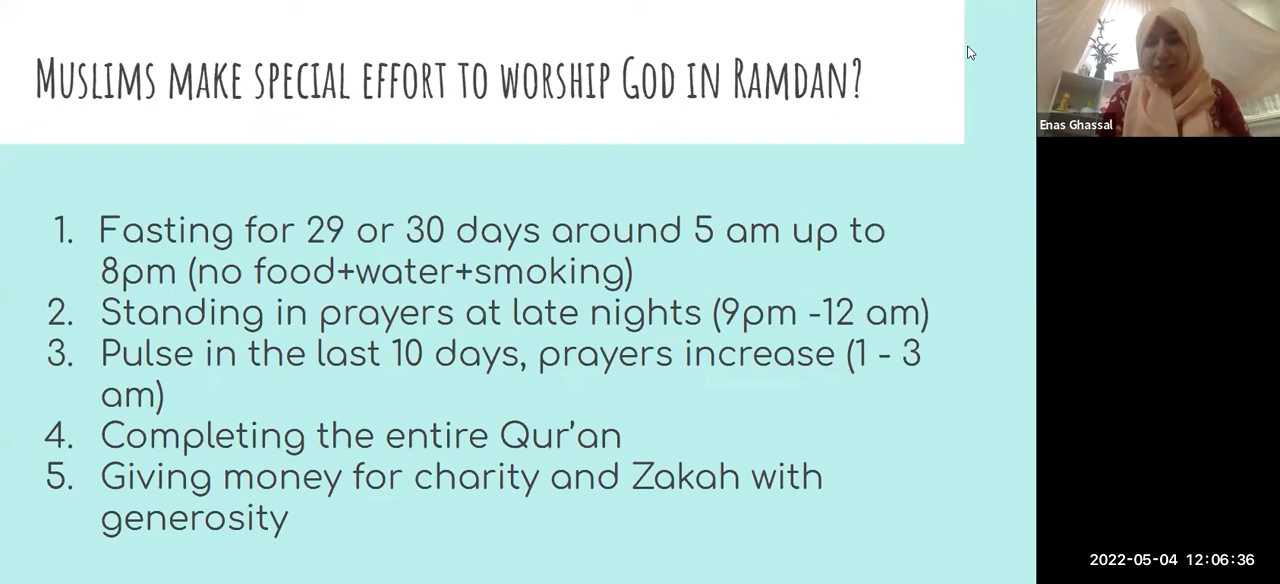 Muslims make special effort to worship God in Ramdan?
Enas Ghassal
1. Fasting for 29 or 30 days around 5 am up to
8pm (no food+water+smoking)
2. Standing in prayers at late nights (9pm -12 am)
3. Pulse in the last 10 days, prayers increase (1 - 3
am)
4. Completing the entire Qur’an
5. Giving money for charity and Zakah with
generosity
2022-05-04 12:06:36